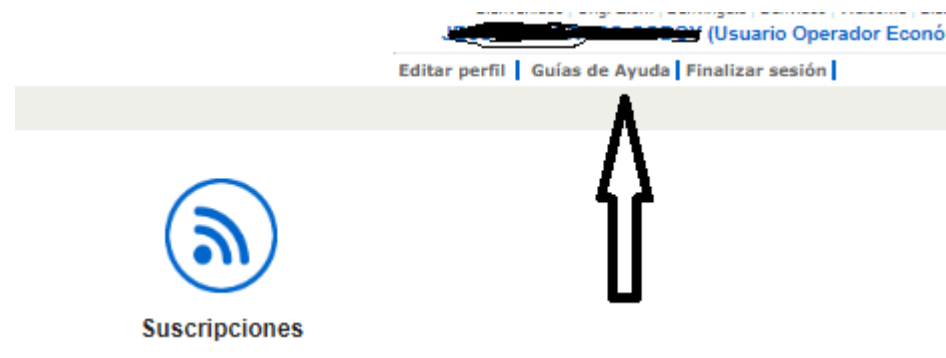 (Usuario Operador Econó
Editar perfil | Guías de Ayuda | Finalizar sesión |
Suscripciones